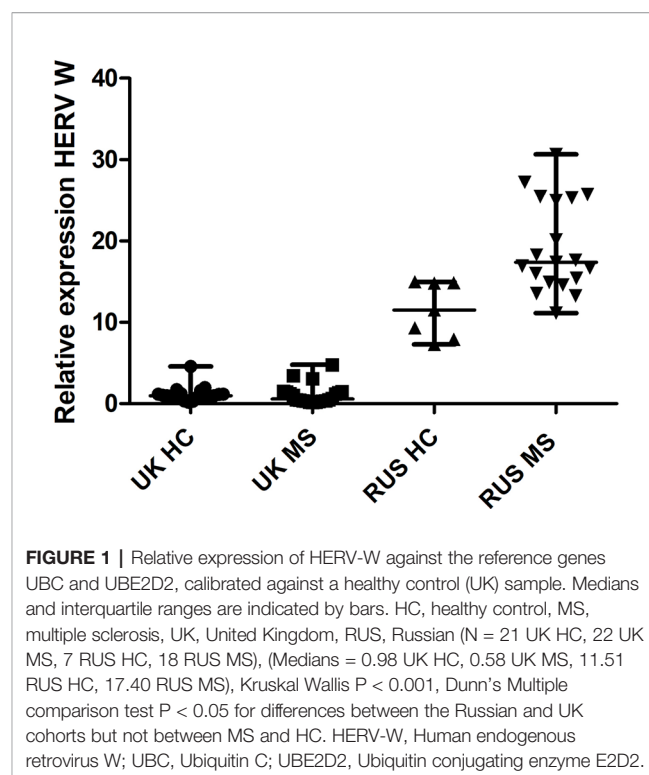 Relative expression HERV W
40
30
20
10
0
UK HC
UK MS
RUS HC
RUS MS
FIGURE 1 | Relative expression of HERV-W against the reference genes
UBC and UBE2D2, calibrated against a healthy control (UK) sample. Medians
and interquartile ranges are indicated by bars. HC, healthy control, MS,
multiple sclerosis, UK, United Kingdom, RUS, Russian (N = 21 UK HC, 22 UK
MS, 7 RUS HC, 18 RUS MS), (Medians = 0.98 UK HC, 0.58 UK MS, 11.51
RUS HC, 17.40 RUS MS), Kruskal Wallis P < 0.001, Dunn’s Multiple
comparison test P < 0.05 for differences between the Russian and UK
cohorts but not between MS and HC. HERV-W, Human endogenous
retrovirus W; UBC, Ubiquitin C; UBE2D2, Ubiquitin conjugating enzyme E2D2.